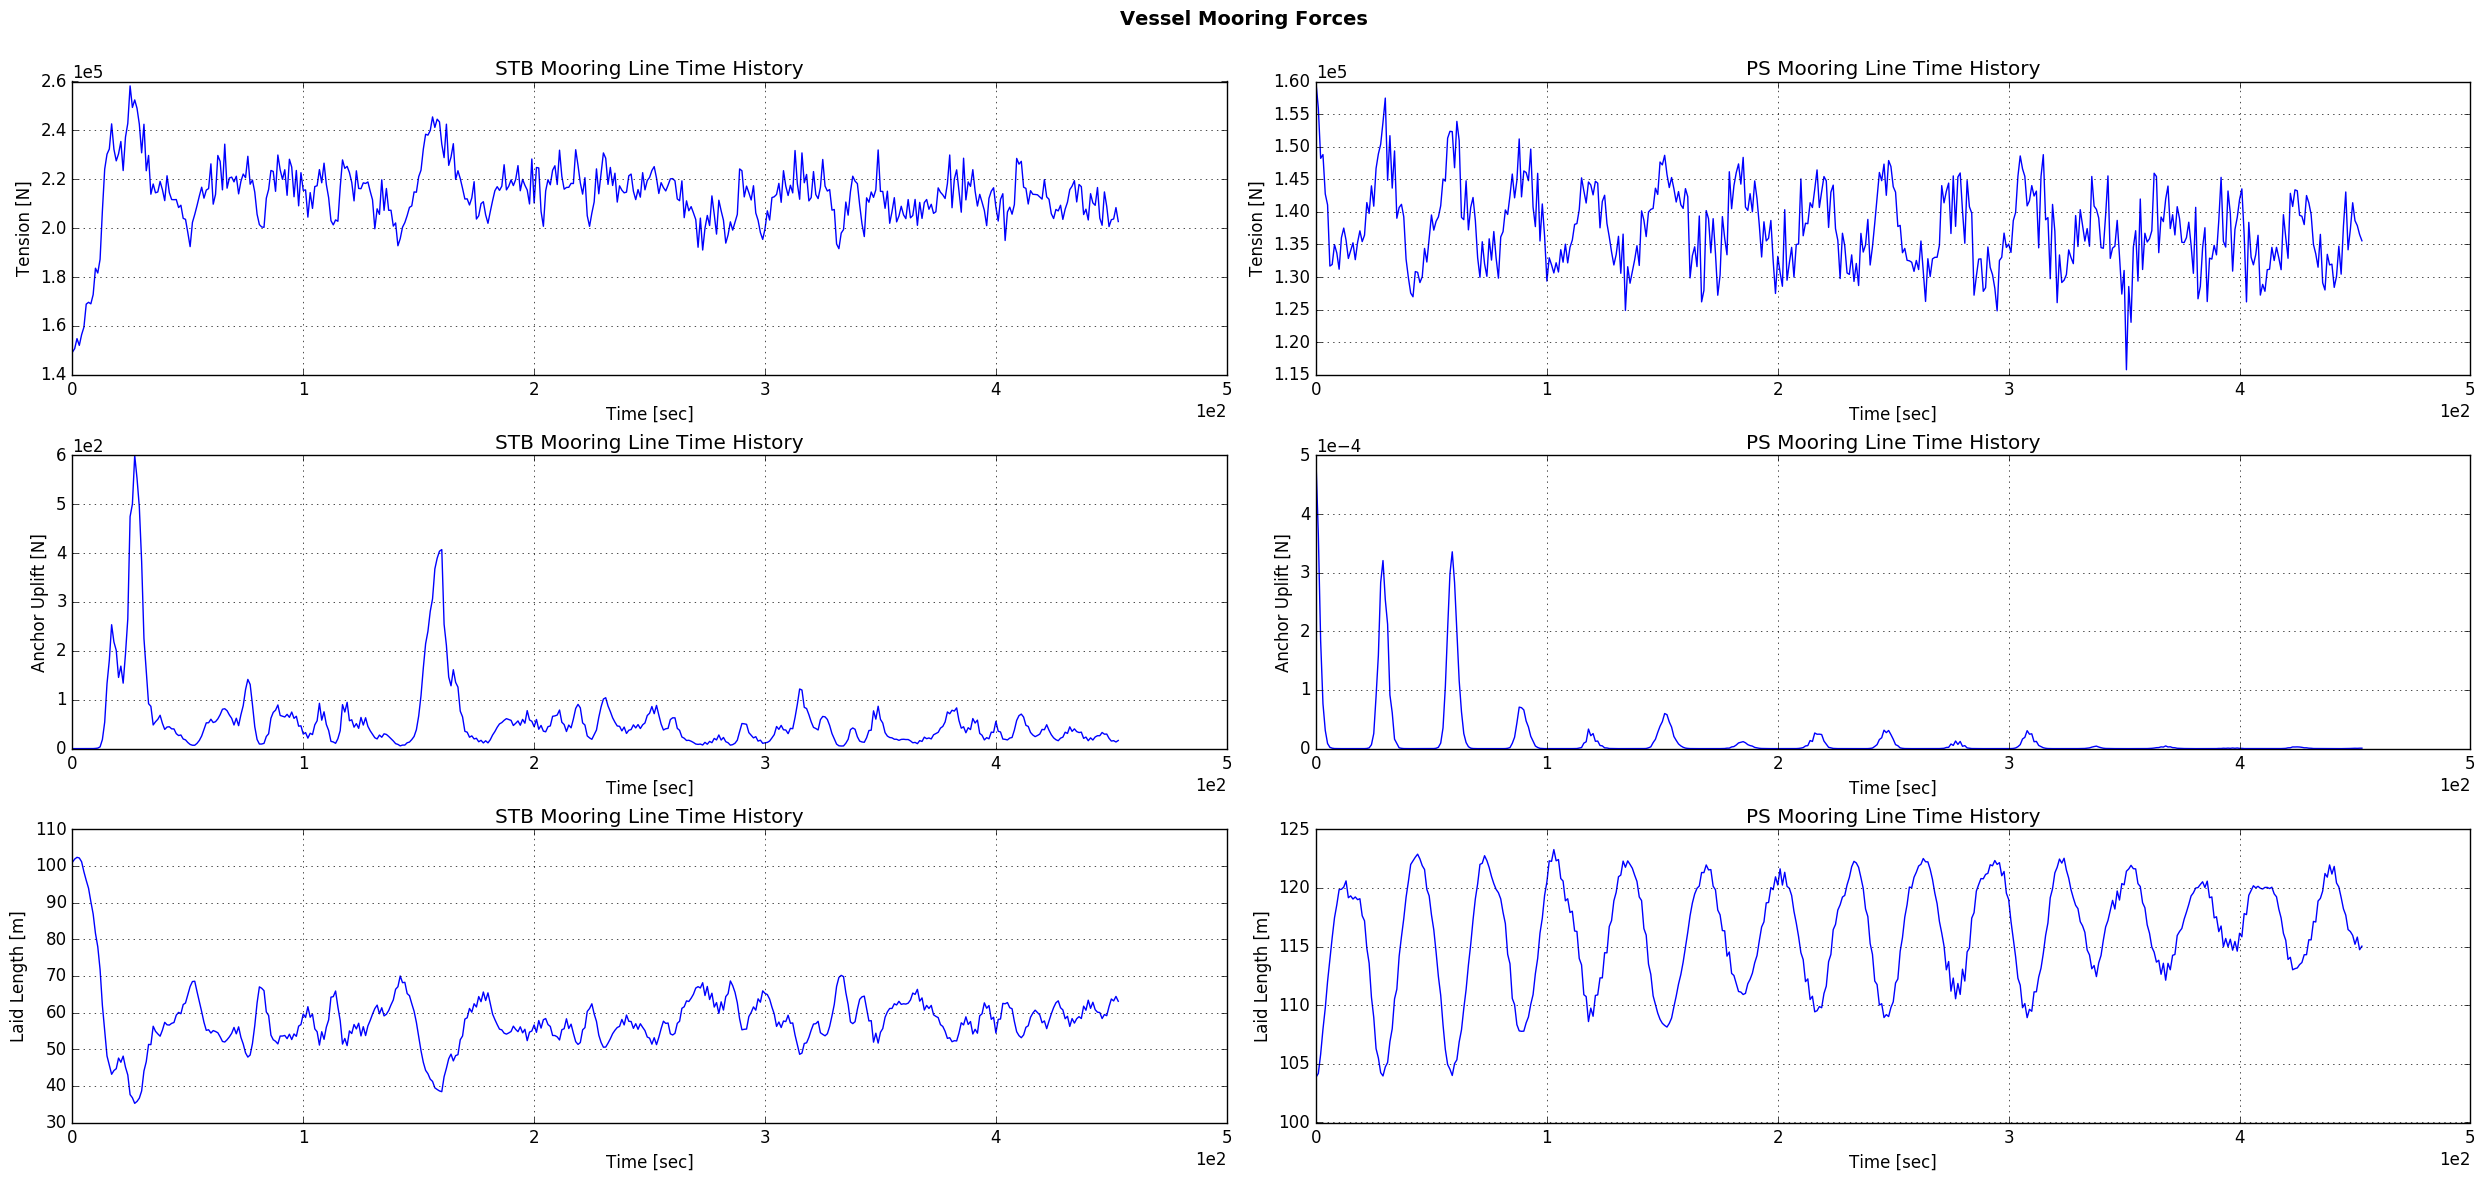 Vessel Mooring Forces
STB Mooring Line Time History
1e5
2.6
2.4
2.2
2.0
1.8
1.6
1.4
Tension [N]
0 1 2 3 4 5
Time [sec]
1e2
PS Mooring Line Time History
1e5
1.60
1.55
1.50
1.45
1.40
1.35
1.30
1.25
1.20
1.15
Tension [N]
0 1 2 3 4 5
Time [sec]
1e2
STB Mooring Line Time History
1e2
6
5
4
3
2
1
0
Anchor Uplift [N]
0 1 2 3 4 5
Time [sec]
1e2
PS Mooring Line Time History
1e−4
5
4
3
2
1
0
Anchor Uplift [N]
0 1 2 3 4 5
Time [sec]
1e2
STB Mooring Line Time History
110
100
90
80
70
60
50
40
30
Laid Length [m]
0 1 2 3 4 5
Time [sec]
1e2
PS Mooring Line Time History
125
120
115
110
105
100
Laid Length [m]
0 1 2 3 4 5
Time [sec]
1e2